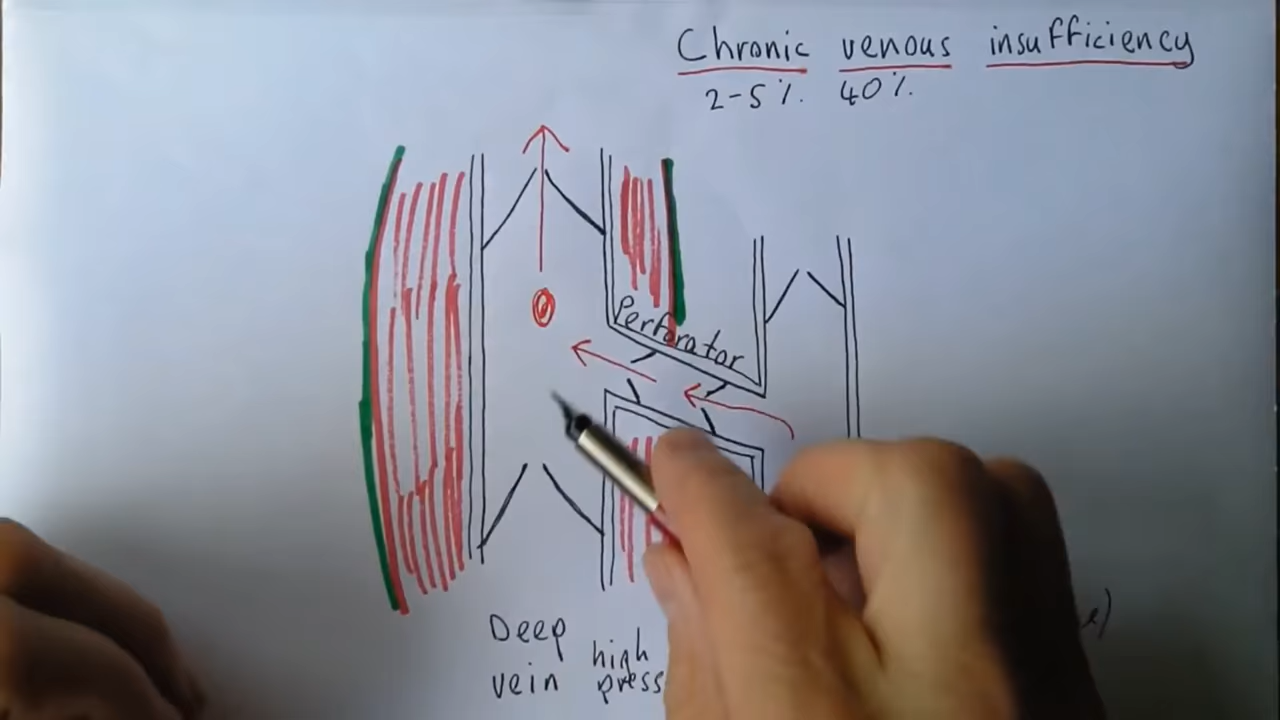 Chronic venous insufficiency
2-5%. 40%.
Perforator
Deep high
vein